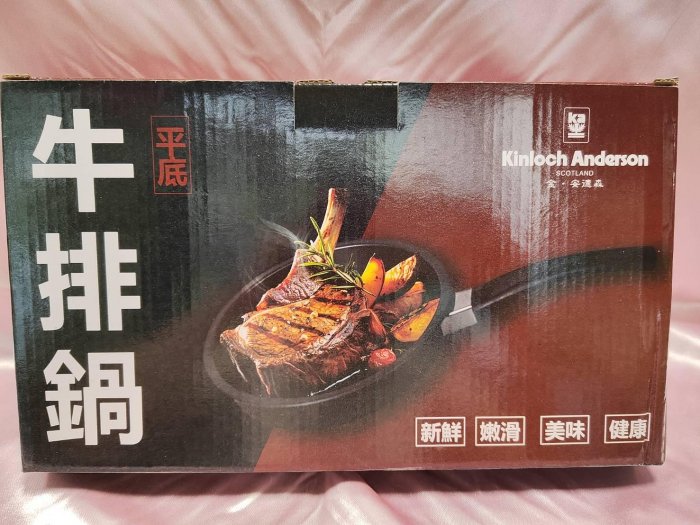 平底
牛排鍋
ka
Kinloch Anderson
SCOTLAND
金·安德森
新鮮 嫩滑 美味 健康